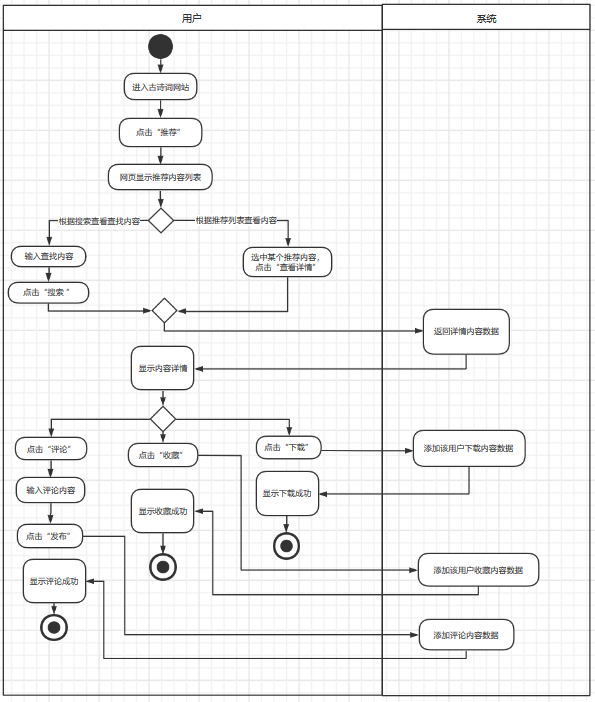 用户
系统
进入古诗词网站
点击“推荐”
网页显示推荐内容列表
根据搜索查看查找内容
根据推荐列表查看内容
输入查找内容
选中某个推荐内容，
点击“查看详情”
点击“搜索 ”
返回详情内容数据
显示内容详情
点击“评论”
点击“收藏”
点击“下载”
添加该用户下载内容数据
输入评论内容
显示下载成功
显示收藏成功
点击“发布”
添加该用户收藏内容数据
显示评论成功
添加评论内容数据